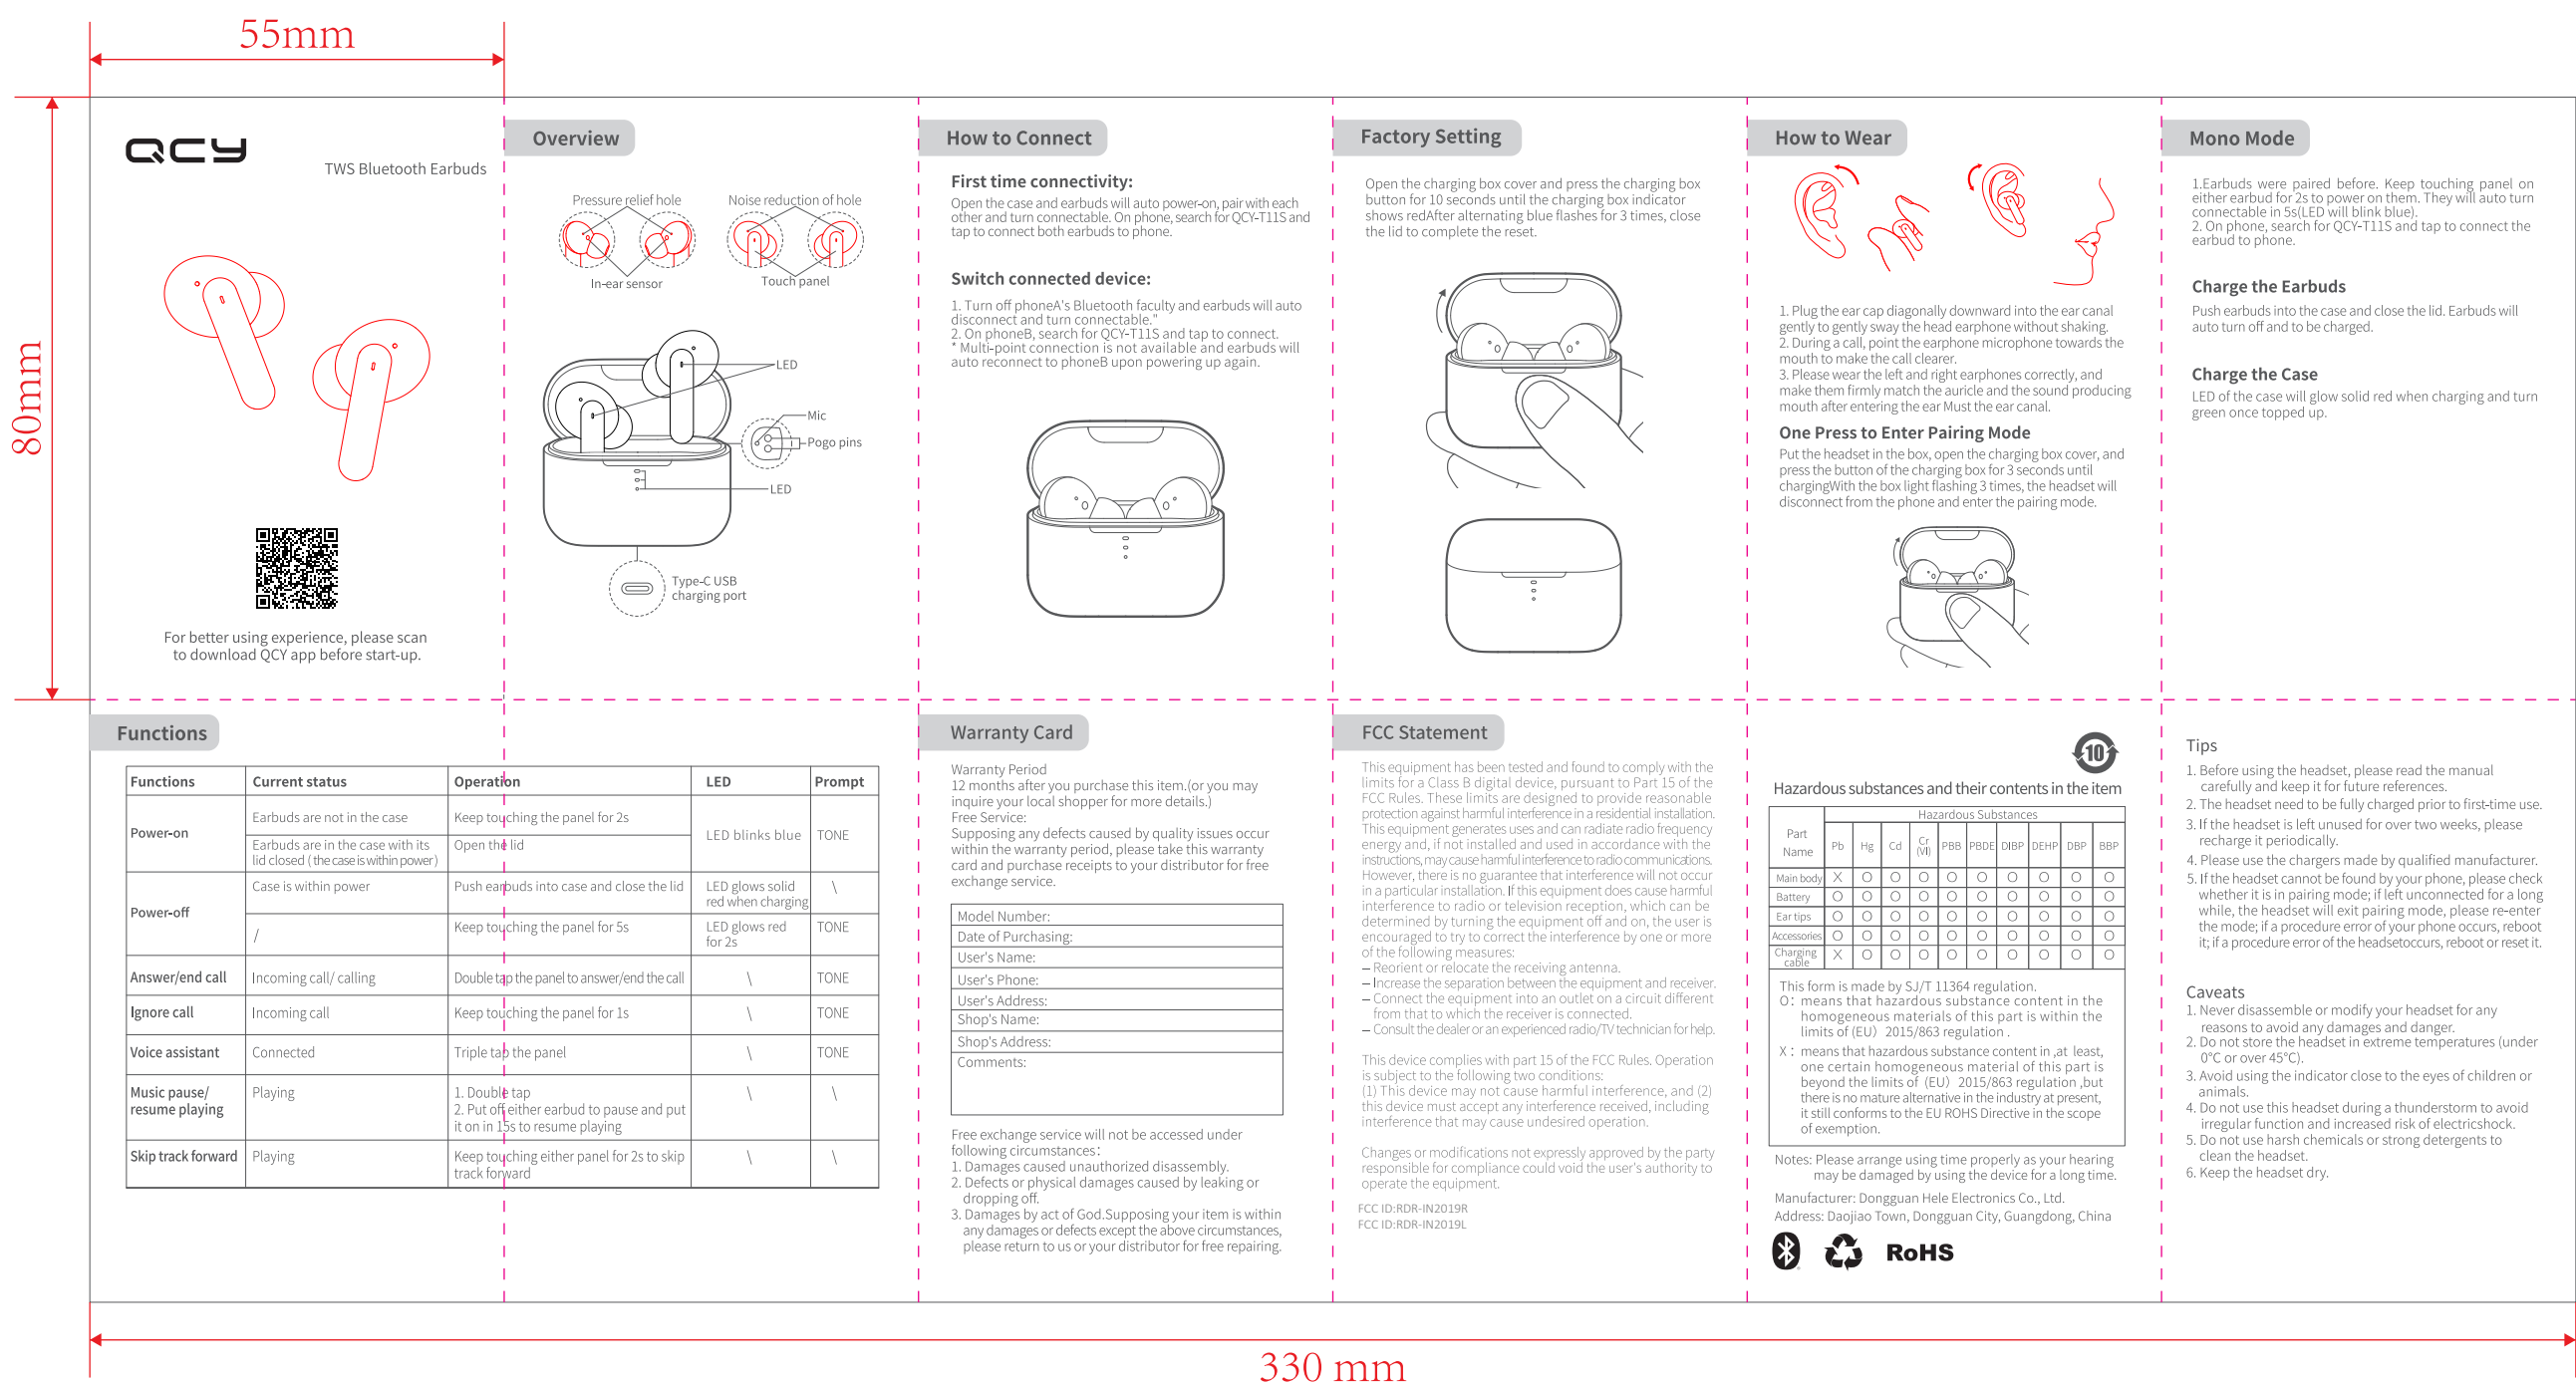 55mm
80mm
QCY
TWS Bluetooth Earbuds
For better using experience, please scan
to download QCY app before start-up.
Overview
Pressure relief hole
Noise reduction of hole
In-ear sensor
Touch panel
LED
Mic
Pogo pins
LED
Type-C USB
charging port
How to Connect
First time connectivity:
Open the case and earbuds will auto power-on, pair with each
other and turn connectable. On phone, search for QCY-T11S and
tap to connect both earbuds to phone.
Switch connected device:
1. Turn off phoneA's Bluetooth faculty and earbuds will auto
disconnect and turn connectable."
2. On phoneB, search for QCY-T11S and tap to connect.
* Multi-point connection is not available and earbuds will
auto reconnect to phoneB upon powering up again.
Factory Setting
Open the charging box cover and press the charging box
button for 10 seconds until the charging box indicator
shows redAfter alternating blue flashes for 3 times, close
the lid to complete the reset.
How to Wear
1. Plug the ear cap diagonally downward into the ear canal
gently to gently sway the head earphone without shaking.
2. During a call, point the earphone microphone towards the
mouth to make the call clearer.
3. Please wear the left and right earphones correctly, and
make them firmly match the auricle and the sound producing
mouth after entering the ear Must the ear canal.
One Press to Enter Pairing Mode
Put the headset in the box, open the charging box cover, and
press the button of the charging box for 3 seconds until
chargingWith the box light flashing 3 times, the headset will
disconnect from the phone and enter the pairing mode.
Mono Mode
1.Earbuds were paired before. Keep touching panel on
either earbud for 2s to power on them. They will auto turn
connectable in 5s(LED will blink blue).
2. On phone, search for QCY-T11S and tap to connect the
earbud to phone.
Charge the Earbuds
Push earbuds into the case and close the lid. Earbuds will
auto turn off and to be charged.
Charge the Case
LED of the case will glow solid red when charging and turn
green once topped up.
Functions
Functions Current status Operation LED Prompt
Power-on
Earbuds are not in the case Keep touching the panel for 2s
LED blinks blue TONE
Earbuds are in the case with its Open the lid
lid closed ( the case is within power )
Power-off
Case is within power Push earbuds into case and close the lid LED glows solid \
red when charging
/ Keep touching the panel for 5s LED glows red TONE
for 2s
Answer/end call Incoming call/ calling Double tap the panel to answer/end the call \ TONE
Ignore call Incoming call Keep touching the panel for 1s \ TONE
Voice assistant Connected Triple tap the panel \ TONE
Music pause/ Playing 1. Double tap \ \
resume playing 2. Put off either earbud to pause and put
it on in 15s to resume playing
Skip track forward Playing Keep touching either panel for 2s to skip \ \
track forward
Warranty Card
Warranty Period
12 months after you purchase this item.(or you may
inquire your local shopper for more details.)
Free Service:
Supposing any defects caused by quality issues occur
within the warranty period, please take this warranty
card and purchase receipts to your distributor for free
exchange service.
Model Number:
Date of Purchasing:
User's Name:
User's Phone:
User's Address:
Shop's Name:
Shop's Address:
Comments:
Free exchange service will not be accessed under
following circumstances：
1. Damages caused unauthorized disassembly.
2. Defects or physical damages caused by leaking or
dropping off.
3. Damages by act of God.Supposing your item is within
any damages or defects except the above circumstances,
please return to us or your distributor for free repairing.
FCC Statement
This equipment has been tested and found to comply with the
limits for a Class B digital device, pursuant to Part 15 of the
FCC Rules. These limits are designed to provide reasonable
protection against harmful interference in a residential installation.
This equipment generates uses and can radiate radio frequency
energy and, if not installed and used in accordance with the
instructions, may cause harmful interference to radio communications.
However, there is no guarantee that interference will not occur
in a particular installation. If this equipment does cause harmful
interference to radio or television reception, which can be
determined by turning the equipment off and on, the user is
encouraged to try to correct the interference by one or more
of the following measures:
— Reorient or relocate the receiving antenna.
— Increase the separation between the equipment and receiver.
— Connect the equipment into an outlet on a circuit different
from that to which the receiver is connected.
— Consult the dealer or an experienced radio/TV technician for help.
This device complies with part 15 of the FCC Rules. Operation
is subject to the following two conditions:
(1) This device may not cause harmful interference, and (2)
this device must accept any interference received, including
interference that may cause undesired operation.
Changes or modifications not expressly approved by the party
responsible for compliance could void the user's authority to
operate the equipment.
FCC ID:RDR-IN2019R
FCC ID:RDR-IN2019L
10
Hazardous substances and their contents in the item
Part Name Hazardous Substances
Pb Hg Cd Cr (VI) PBB PBDE DIBP DEHP DBP BBP
Main body X O O O O O O O O O
Battery O O O O O O O O O O
Ear tips O O O O O O O O O O
Accessories O O O O O O O O O O
Charging cable X O O O O O O O O O
This form is made by SJ/T 11364 regulation.
O：means that hazardous substance content in the
homogeneous materials of this part is within the
limits of (EU）2015/863 regulation .
X：means that hazardous substance content in ,at least,
one certain homogeneous material of this part is
beyond the limits of（EU）2015/863 regulation ,but
there is no mature alternative in the industry at present,
it still conforms to the EU ROHS Directive in the scope
of exemption.
Notes: Please arrange using time properly as your hearing
may be damaged by using the device for a long time.
Manufacturer: Dongguan Hele Electronics Co., Ltd.
Address: Daojiao Town, Dongguan City, Guangdong, China
RoHS
Tips
1. Before using the headset, please read the manual
carefully and keep it for future references.
2. The headset need to be fully charged prior to first-time use.
3. If the headset is left unused for over two weeks, please
recharge it periodically.
4. Please use the chargers made by qualified manufacturer.
5. If the headset cannot be found by your phone, please check
whether it is in pairing mode; if left unconnected for a long
while, the headset will exit pairing mode, please re-enter
the mode; if a procedure error of your phone occurs, reboot
it; if a procedure error of the headsetoccurs, reboot or reset it.
Caveats
1. Never disassemble or modify your headset for any
reasons to avoid any damages and danger.
2. Do not store the headset in extreme temperatures (under
0°C or over 45°C).
3. Avoid using the indicator close to the eyes of children or
animals.
4. Do not use this headset during a thunderstorm to avoid
irregular function and increased risk of electricshock.
5. Do not use harsh chemicals or strong detergents to
clean the headset.
6. Keep the headset dry.
330 mm